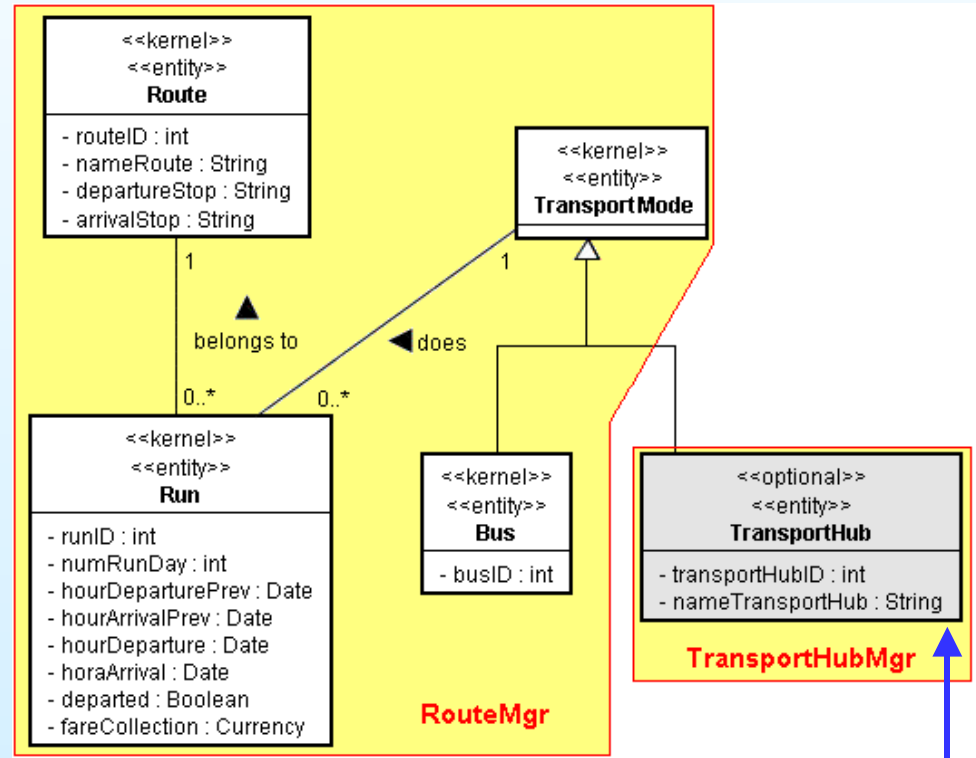 <<kernel>>
<<entity>>
Route
- routeID : int
- nameRoute : String
- departureStop : String
- arrivalStop : String
<<kernel>>
<<entity>>
TransportMode
1
1
belongs to
does
0..*
0..*
<<kernel>>
<<entity>>
Run
- runID : int
- numRunDay : int
- hourDeparturePrev : Date
- hourArrivalPrev : Date
- hourDeparture : Date
- horaArrival : Date
- departed : Boolean
- fareCollection : Currency
<<kernel>>
<<entity>>
Bus
- busID : int
<<optional>>
<<entity>>
TransportHub
- transportHubID : int
- nameTransportHub : String
TransportHubMgr
RouteMgr